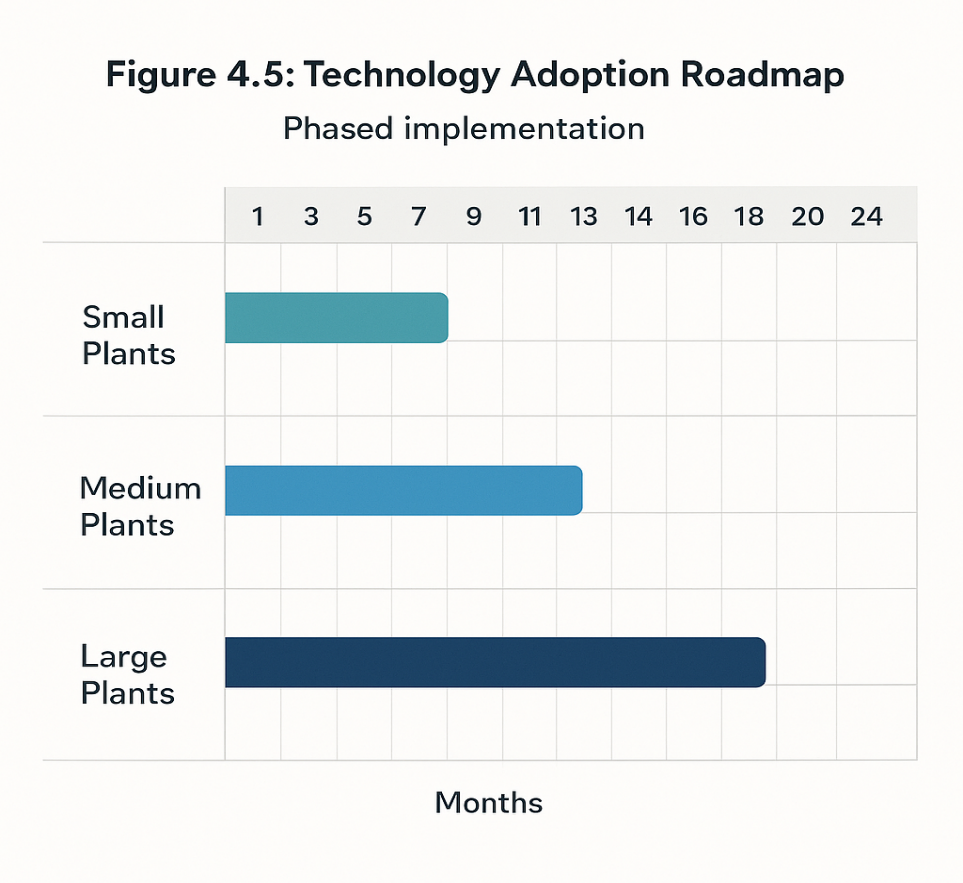 Figure 4.5: Technology Adoption Roadmap
Phased implementation
1 3 5 7 9 11 13 14 16 18 20 24
Small
Plants
Medium
Plants
Large
Plants
Months